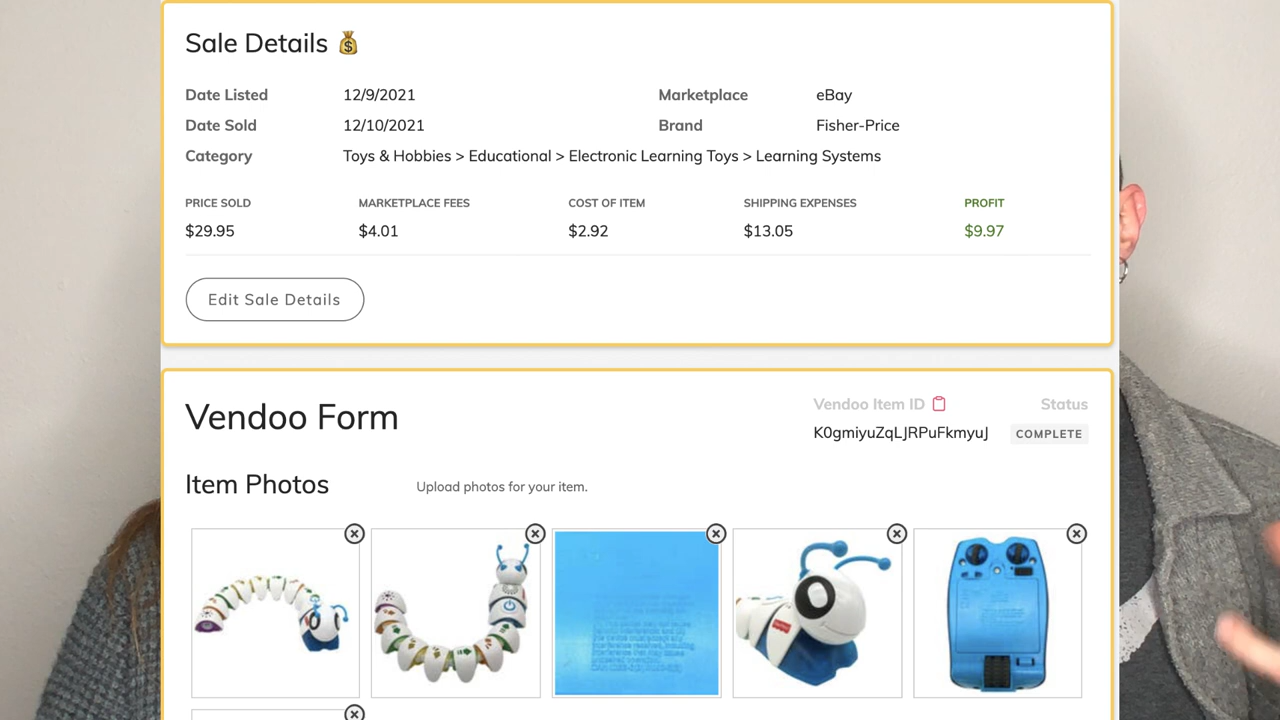 Sale Details 💰
Date Listed 12/9/2021 Marketplace eBay
Date Sold 12/10/2021 Brand Fisher-Price
Category Toys & Hobbies > Educational > Electronic Learning Toys > Learning Systems
PRICE SOLD MARKETPLACE FEES COST OF ITEM SHIPPING EXPENSES PROFIT
$29.95 $4.01 $2.92 $13.05 $9.97
Edit Sale Details
Vendoo Form
Vendoo Item ID Status
K0gmiyuZqLJRPuFkmyuJ COMPLETE
Item Photos Upload photos for your item.